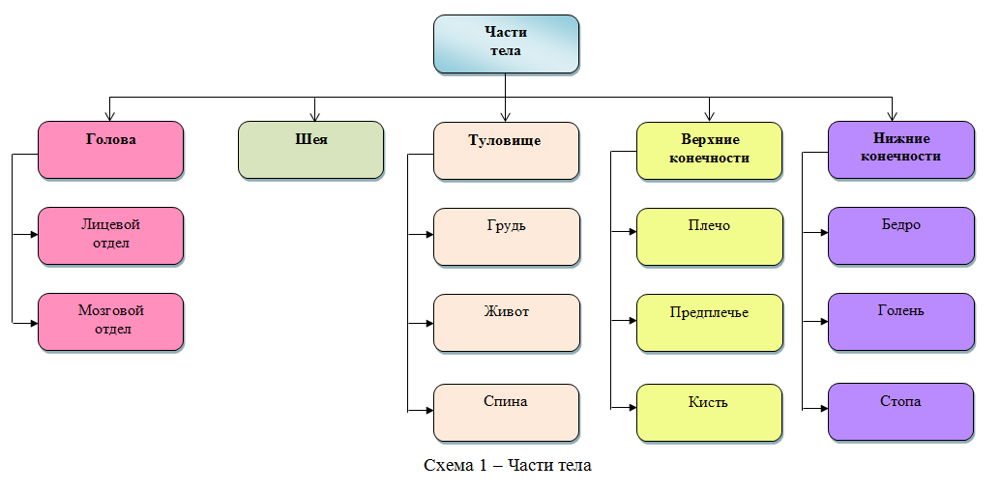 Части
тела
Голова
Шея
Туловище
Верхние
конечности
Нижние
конечности
Лицевой
отдел
Грудь
Плечо
Бедро
Мозговой
отдел
Живот
Предплечье
Голень
Спина
Кисть
Стопа
Схема 1 – Части тела